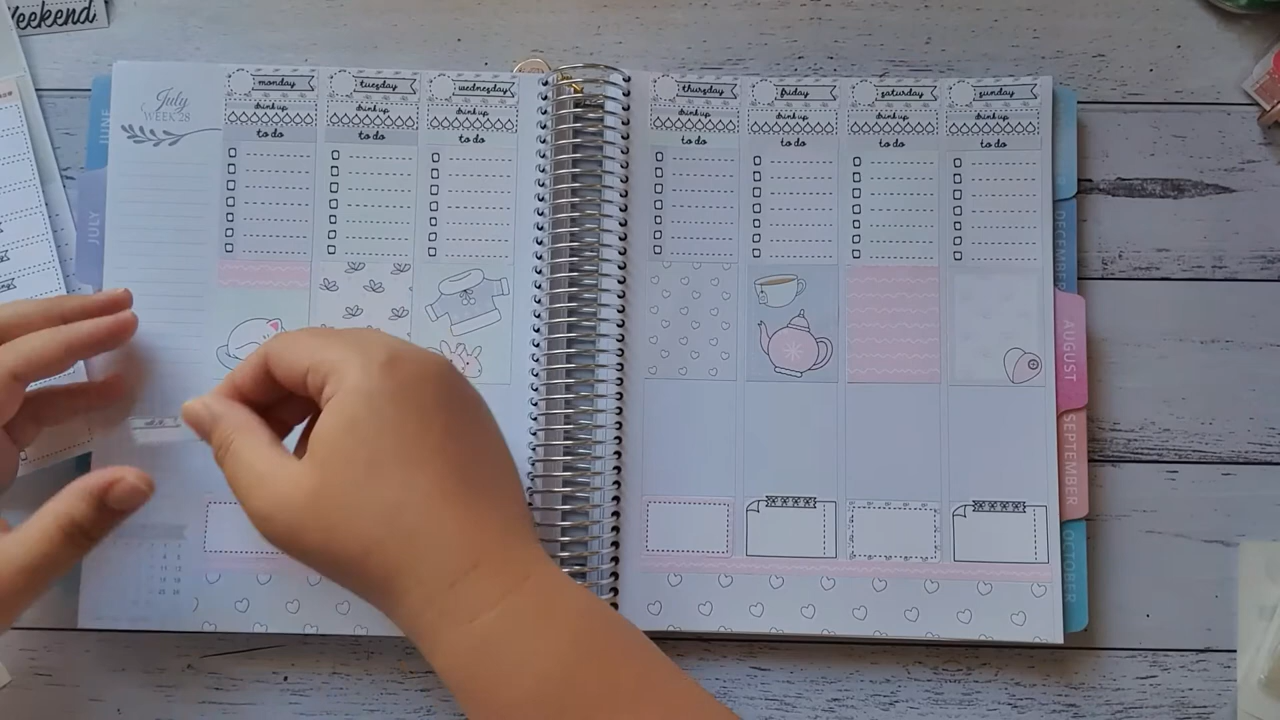 Weekend
JUNE
JULY
July
WEEK 28
monday
drink up
to do
tuesday
drink up
to do
wednesday
drink up
to do
thursday
drink up
to do
friday
drink up
to do
saturday
drink up
to do
sunday
drink up
to do
DECEMBER
AUGUST
SEPTEMBER
OCTOBER